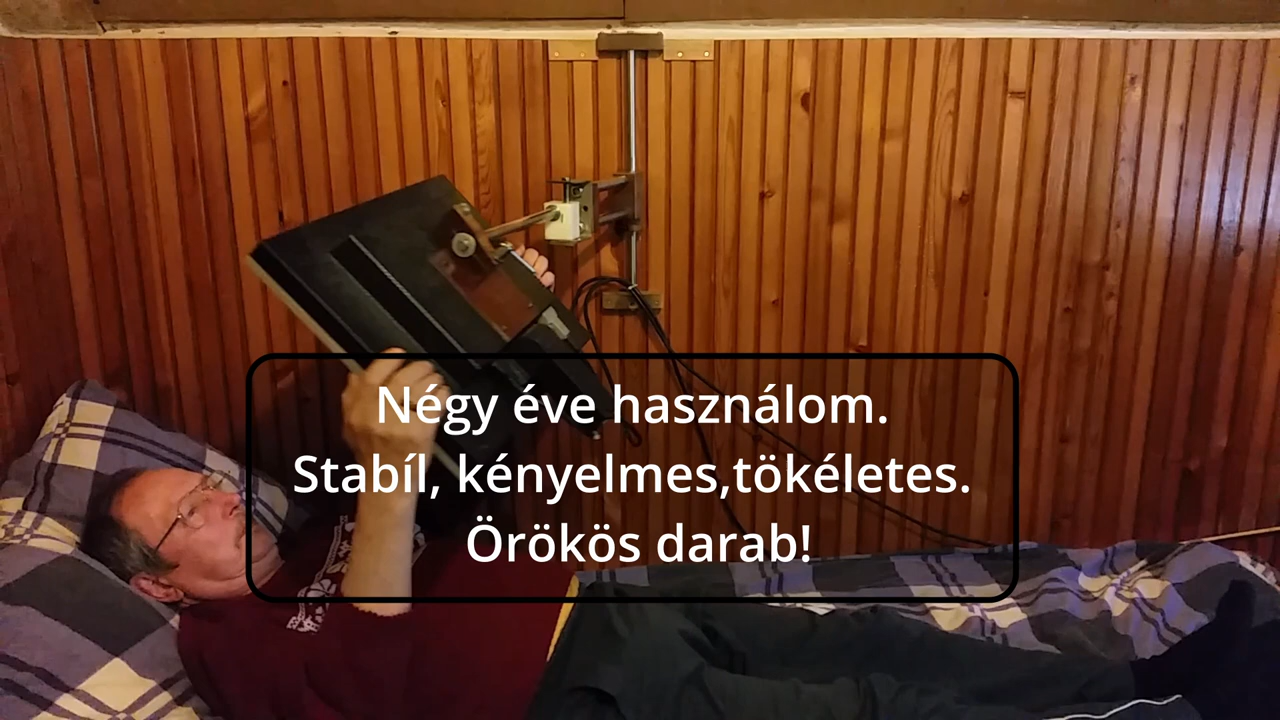 Négy éve használom.
Stabíl, kényelmes,tökéletes.
Örökös darab!